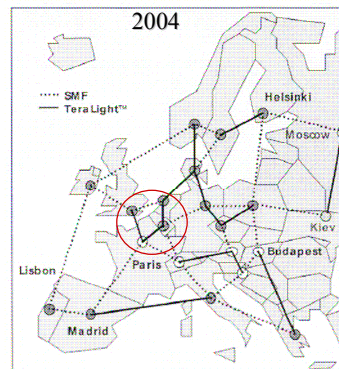 2004
SMF
TeraLight™
Helsinki
Moscow
Kiev
Budapest
Paris
Lisbon
Madrid